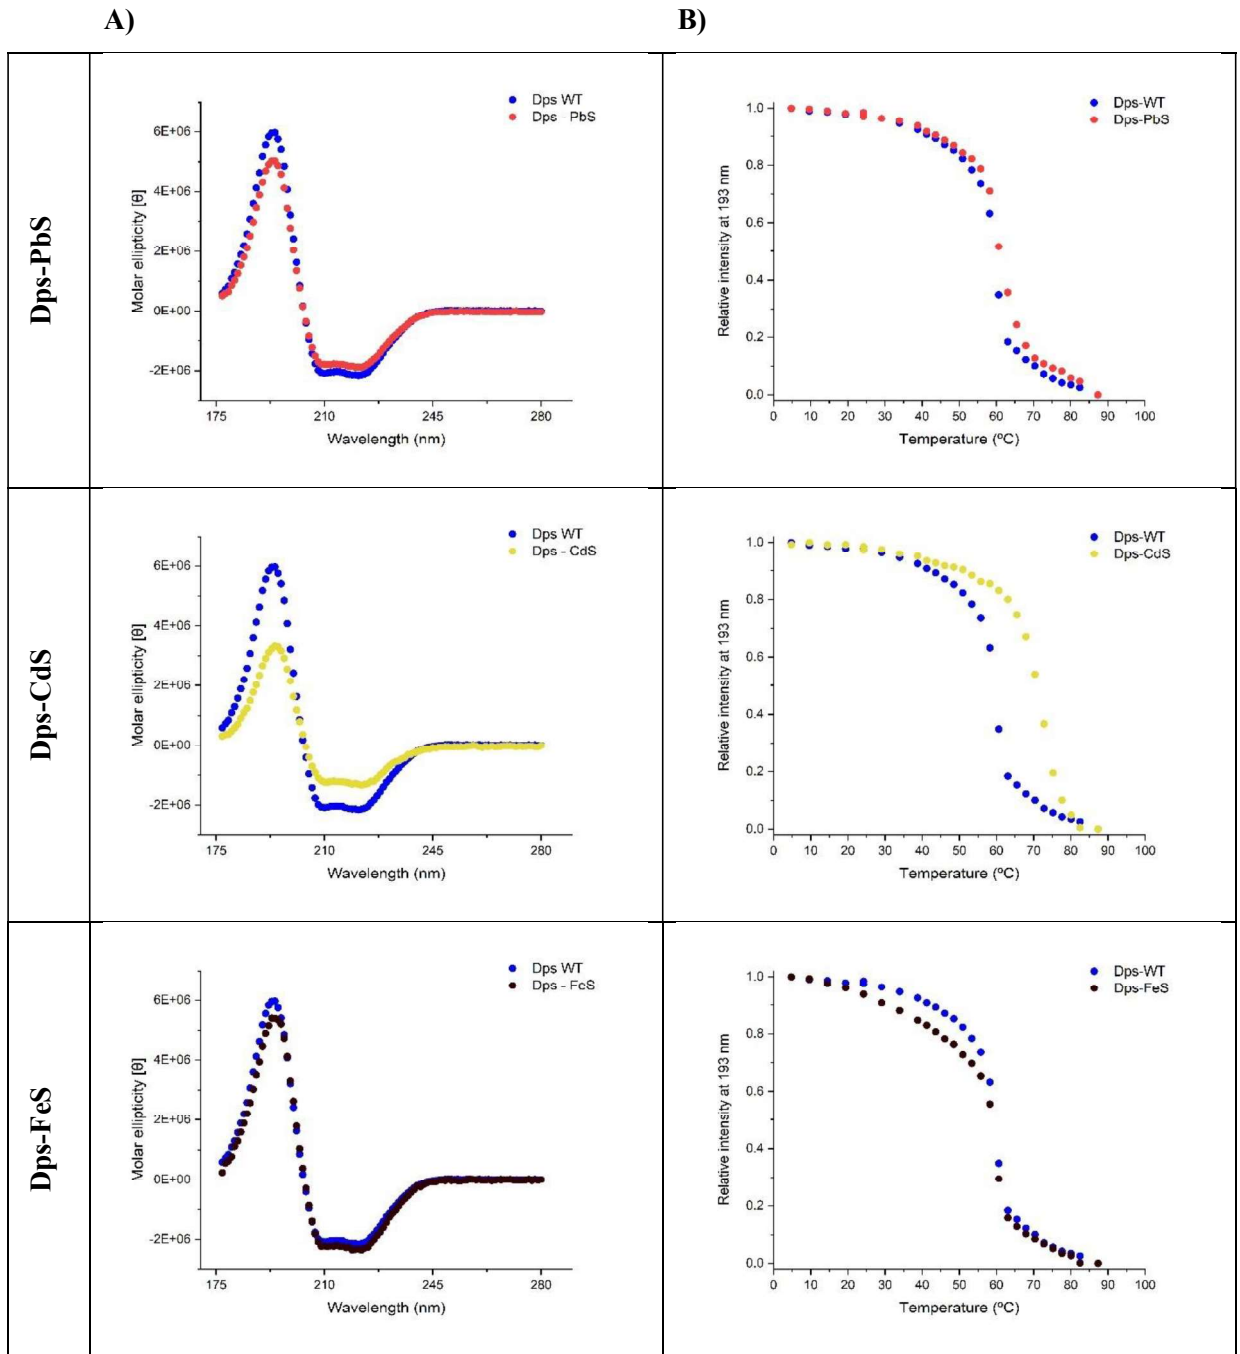 A)
B)
Dps-PbS
Dps WT
Dps - PbS
6E+06
4E+06
2E+06
0E+00
-2E+06
Molar ellipticity [θ]
175
210
245
280
Wavelength (nm)
Dps-WT
Dps-PbS
1.0
0.8
0.6
0.4
0.2
0.0
Relative intensity at 193 nm
0
10
20
30
40
50
60
70
80
90
100
Temperature (ºC)
Dps-CdS
Dps WT
Dps - CdS
6E+06
4E+06
2E+06
0E+00
-2E+06
Molar ellipticity [θ]
175
210
245
280
Wavelength (nm)
Dps-WT
Dps-CdS
1.0
0.8
0.6
0.4
0.2
0.0
Relative intensity at 193 nm
0
10
20
30
40
50
60
70
80
90
100
Temperature (ºC)
Dps-FeS
Dps WT
Dps - FeS
6E+06
4E+06
2E+06
0E+00
-2E+06
Molar ellipticity [θ]
175
210
245
280
Wavelength (nm)
Dps-WT
Dps-FeS
1.0
0.8
0.6
0.4
0.2
0.0
Relative intensity at 193 nm
0
10
20
30
40
50
60
70
80
90
100
Temperature (ºC)